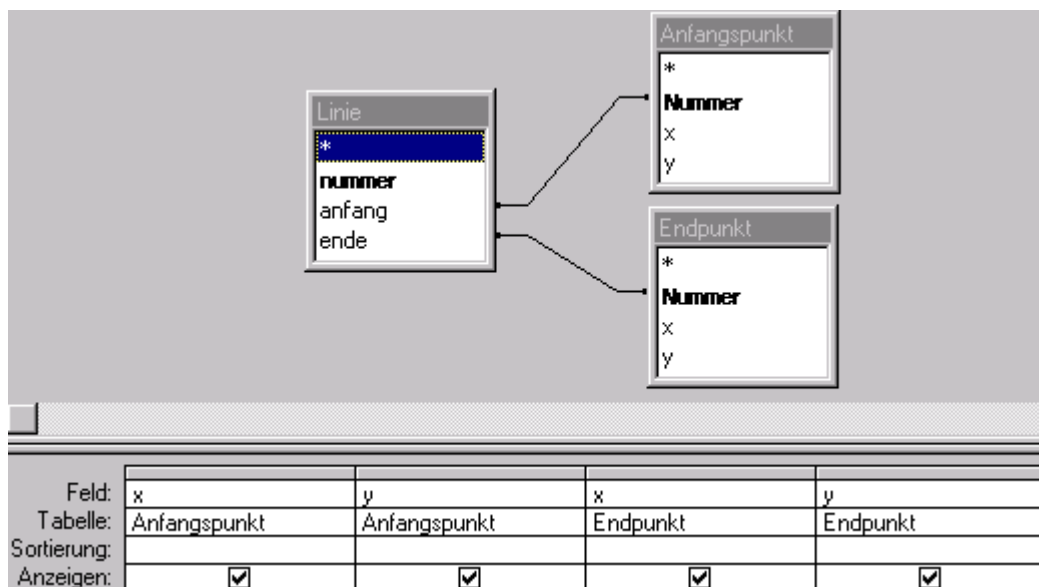 Linie
*
nummer
anfang
ende
Anfangspunkt
*
Nummer
x
y
Endpunkt
*
Nummer
x
y
Feld: x y x y
Tabelle: Anfangspunkt Anfangspunkt Endpunkt Endpunkt
Sortierung:
Anzeigen: